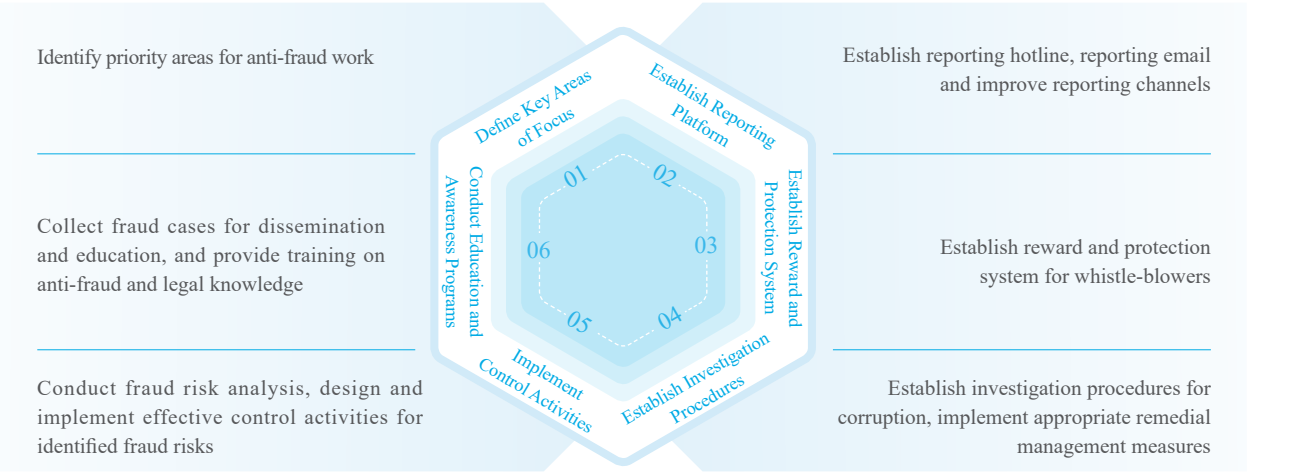 Identify priority areas for anti-fraud work
Establish reporting hotline, reporting email
and improve reporting channels
Define Key Areas
of Focus
Establish Reporting
Platform
01
02
Collect fraud cases for dissemination
and education, and provide training on
anti-fraud and legal knowledge
Conduct Education and
Awareness Programs
06
03
Establish Reward and
Protection System
Establish reward and protection
system for whistle-blowers
05
04
Implement
Control Activities
Establish Investigation
Procedures
Conduct fraud risk analysis, design and
implement effective control activities for
identified fraud risks
Establish investigation procedures for
corruption, implement appropriate remedial
management measures